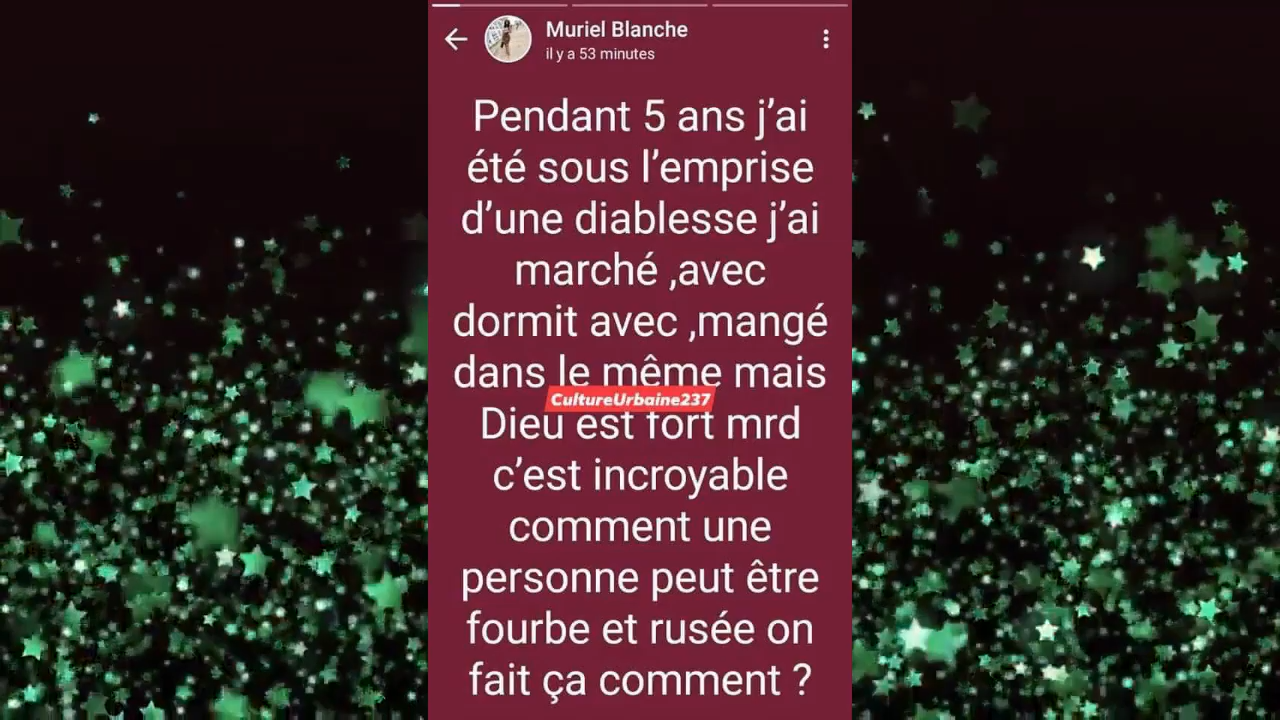 Muriel Blanche
il y a 53 minutes
Pendant 5 ans j’ai
été sous l’emprise
d’une diablesse j’ai
marché ,avec
dormit avec ,mangé
dans le même mais
CultureUrbaine237
Dieu est fort mrd
c’est incroyable
comment une
personne peut être
fourbe et rusée on
fait ça comment ?